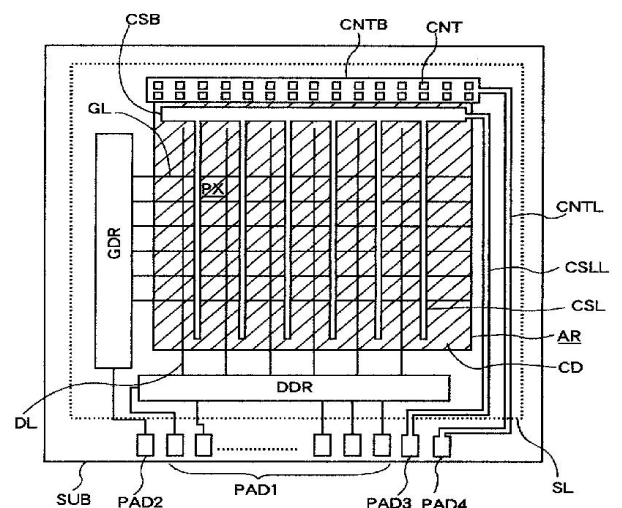 CSB
CNTB
CNT
GL
PX
GDR
CNTL
CSLL
CSL
AR
CD
DDR
DL
SL
SUB
PAD2
PAD1
PAD3
PAD4